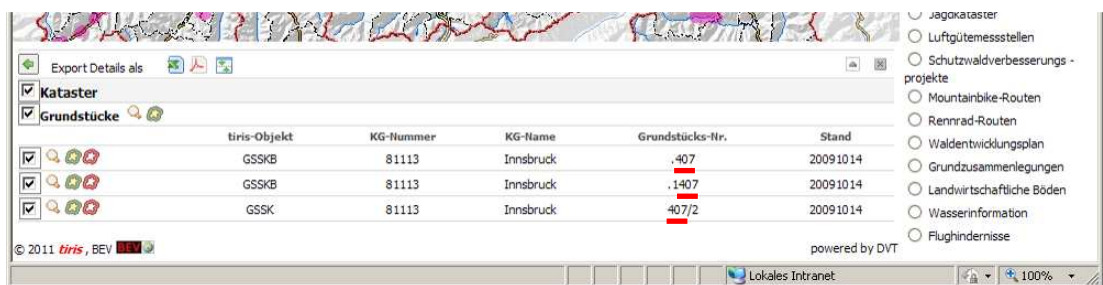 Jagdkataster
Luftgütemessstellen
Schutzwaldverbesserungs -
projekte
Mountainbike-Routen
Rennrad-Routen
Waldentwicklungsplan
Grundzusammenlegungen
Landwirtschaftliche Böden
Wasserinformation
Flughindernisse
Export Details als
Kataster
Grundstücke
tiris-Objekt KG-Nummer KG-Name Grundstücks-Nr. Stand
GSSKB 81113 Innsbruck .407 20091014
GSSKB 81113 Innsbruck .1407 20091014
GSSK 81113 Innsbruck 407/2 20091014
© 2011 tiris , BEV BEV powered by DVT
Lokales Intranet 100%